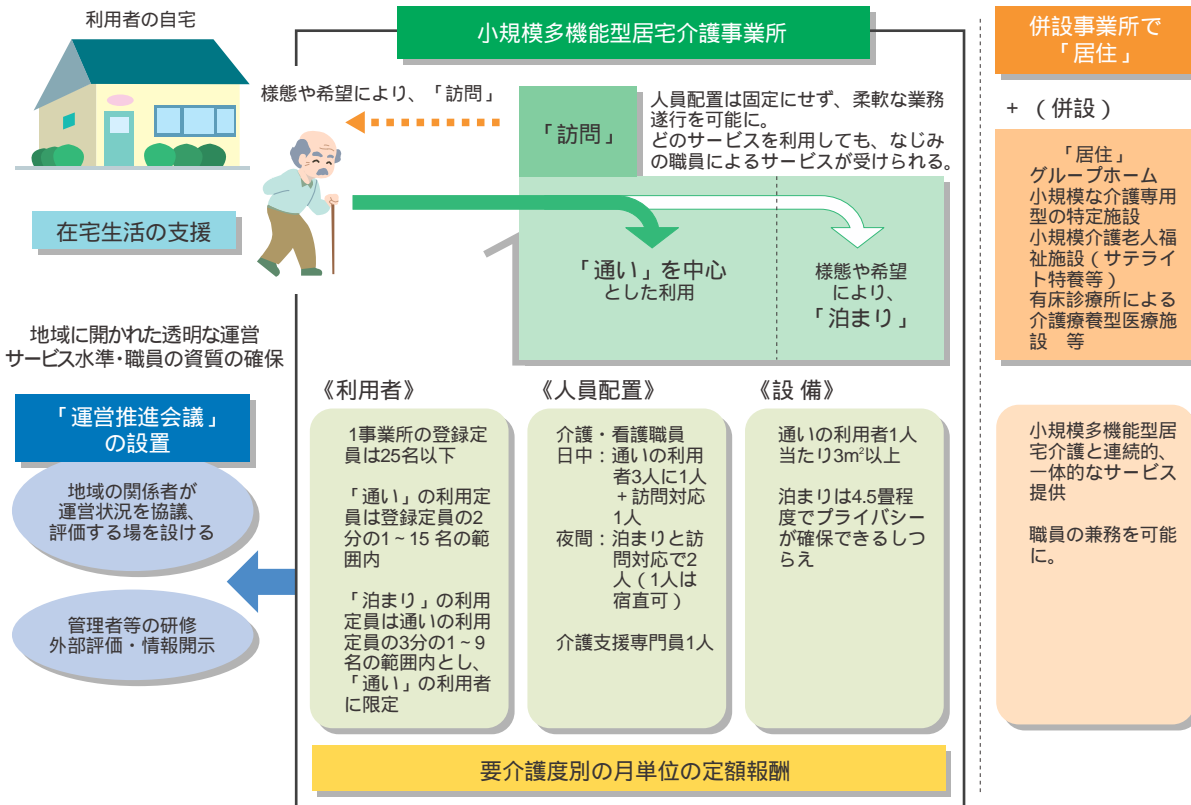 利用者の自宅
在宅生活の支援
地域に開かれた透明な運営
サービス水準・職員の資質の確保
「運営推進会議」
の設置
地域の関係者が
運営状況を協議、
評価する場を設ける
管理者等の研修
外部評価・情報開示
小規模多機能型居宅介護事業所
様態や希望により、「訪問」
「訪問」
人員配置は固定にせず、柔軟な業務
遂行を可能に。
どのサービスを利用しても、なじみ
の職員によるサービスが受けられる。
「通い」を中心
とした利用
様態や希望
により、
「泊まり」
《利用者》
1事業所の登録定
員は25名以下
「通い」の利用定
員は登録定員の2
分の1~15 名の範
囲内
「泊まり」の利用
定員は通いの利用
定員の3分の1~9
名の範囲内とし、
「通い」の利用者
に限定
《人員配置》
介護・看護職員
日中:通いの利用
者3人に1人
+訪問対応
1人
夜間:泊まりと訪
問対応で2
人(1人は
宿直可)
介護支援専門員1人
《設 備》
通いの利用者1人
当たり3m²以上
泊まりは4.5畳程
度でプライバシー
が確保できるしつ
らえ
要介護度別の月単位の定額報酬
併設事業所で
「居住」
+(併設)
「居住」
グループホーム
小規模な介護専用
型の特定施設
小規模介護老人福
祉施設(サテライ
ト特養等)
有床診療所による
介護療養型医療施
設 等
小規模多機能型居
宅介護と連続的、
一体的なサービス
提供
職員の兼務を可能
に。